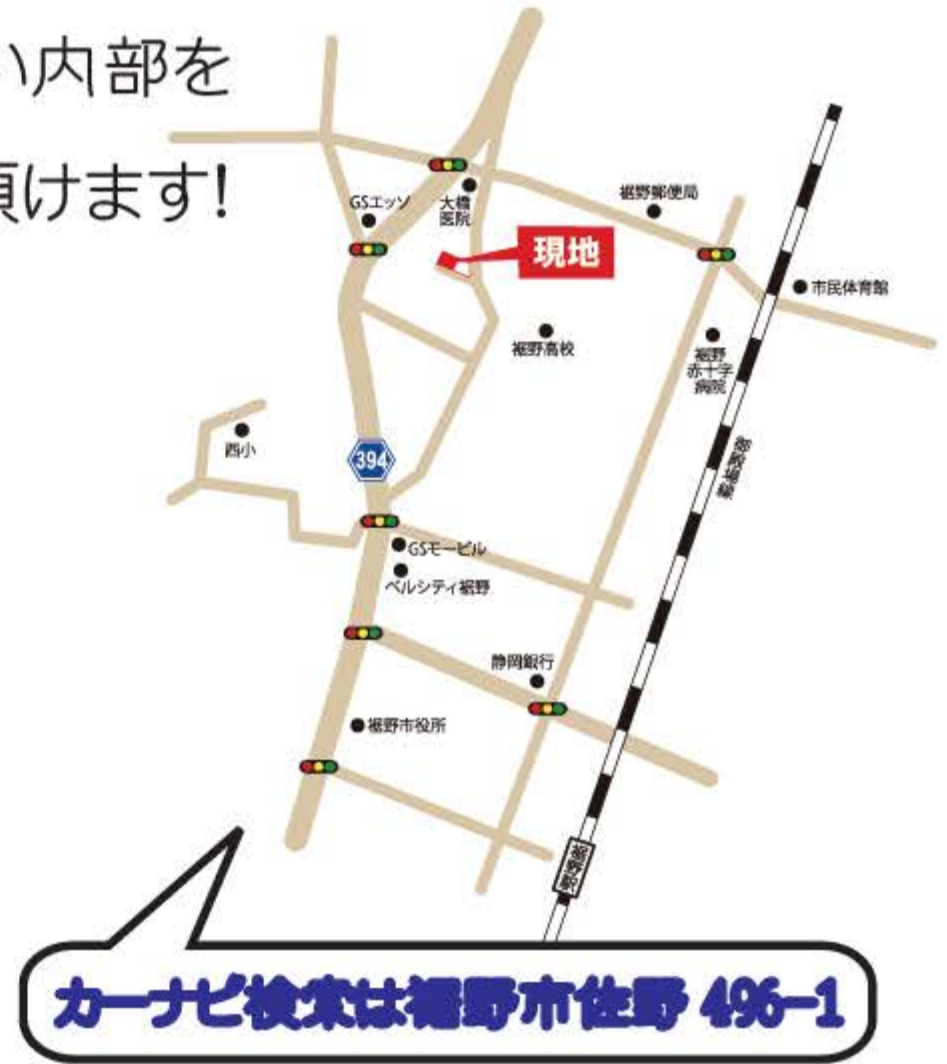 い内部を
頂けます!
GSエッソ
大橋
医院
裾野郵便局
現地
市民体育館
裾野高校
裾野
赤十字
病院
西小
394
御殿場線
GSモービル
ベルシティ裾野
静岡銀行
裾野市役所
裾野駅
カーナビ検索は裾野市佐野 496-1